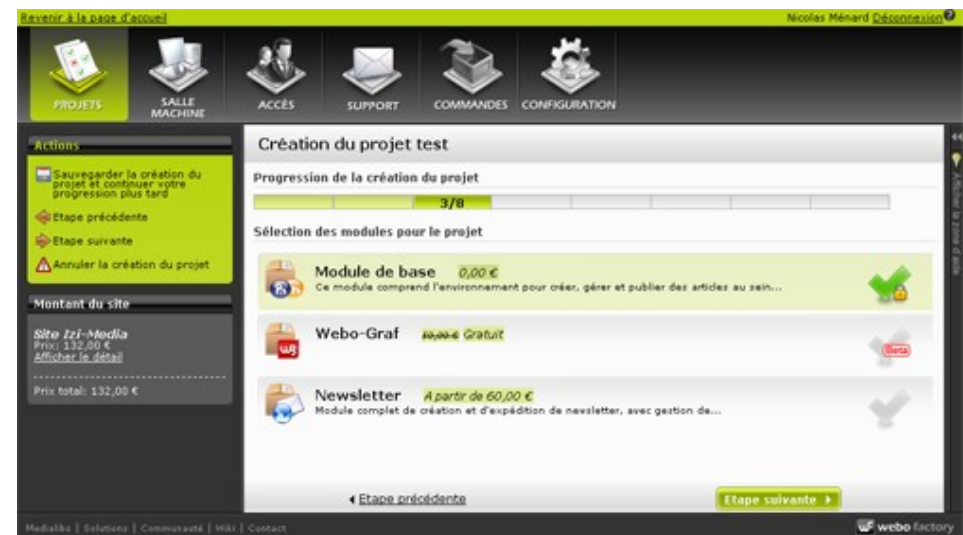 Revenir à la page d'accueil
Nicolas Ménard Déconnexion
PROJETS
SALLE MACHINE
ACCÈS
SUPPORT
COMMANDES
CONFIGURATION
Actions
Sauvegarder la création du
projet et continuer votre
progression plus tard
Etape précédente
Etape suivante
Annuler la création du projet
Montant du site
Site Izi-Media
Prix: 132,00 €
Afficher le détail
Prix total: 132,00 €
Création du projet test
Progression de la création du projet
3/8
Sélection des modules pour le projet
Module de base 0,00 €
Ce module comprend l'environnement pour créer, gérer et publier des articles au sein...
Webo-Graf Gratuit
wg
Beta
Newsletter A partir de 60,00 €
Module complet de création et d'expédition de newsletter, avec gestion de...
Etape précédente
Etape suivante
Afficher la zone d'aide
Medialibs | Solutions | Communauté | Wiki | Contact
webo factory